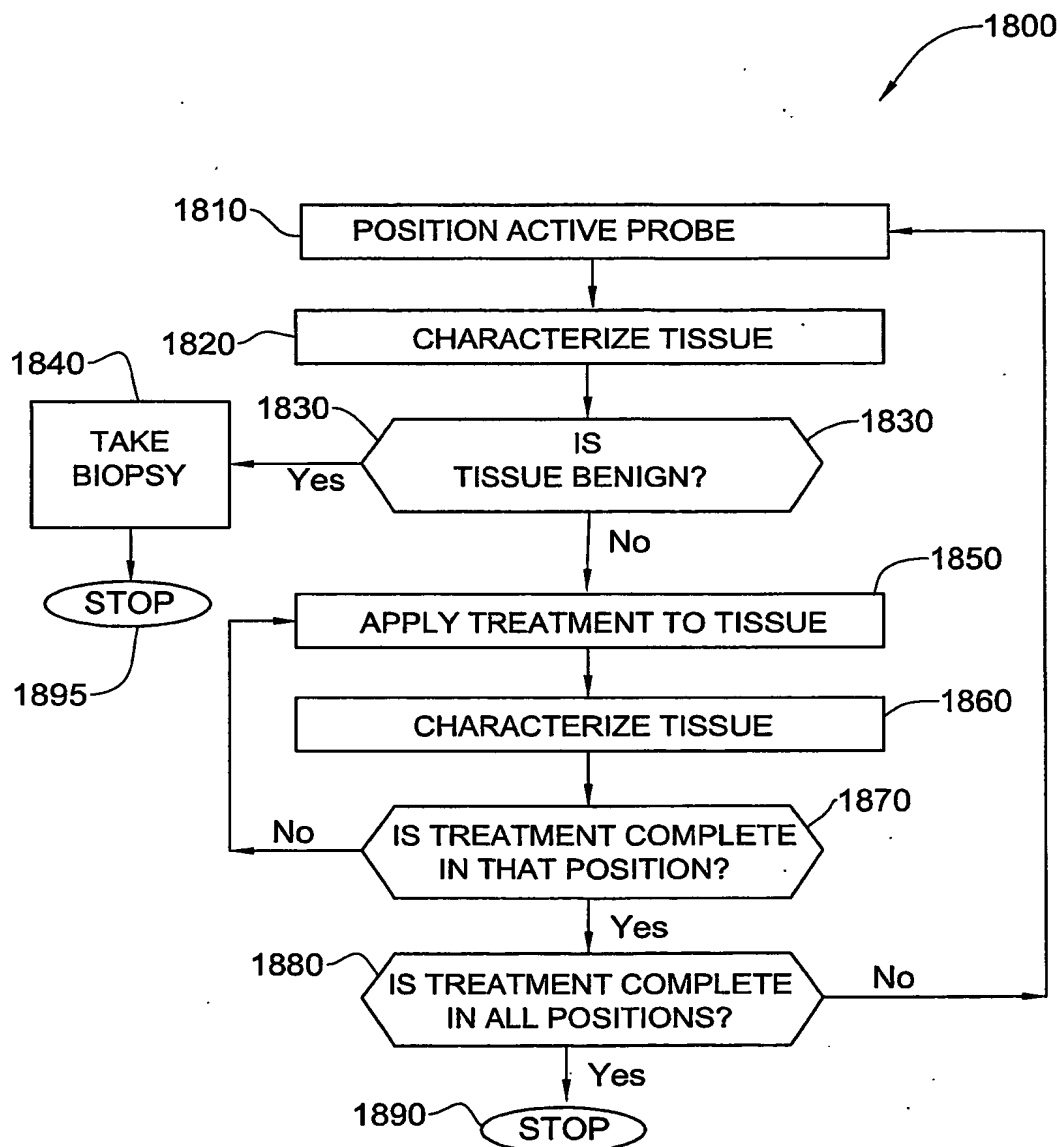 1800
1810
POSITION ACTIVE PROBE
1820
CHARACTERIZE TISSUE
1840
TAKE
BIOPSY
1830
1830
IS
TISSUE BENIGN?
Yes
No
STOP
1895
1850
APPLY TREATMENT TO TISSUE
1860
CHARACTERIZE TISSUE
1870
IS TREATMENT COMPLETE
IN THAT POSITION?
No
Yes
1880
IS TREATMENT COMPLETE
IN ALL POSITIONS?
No
Yes
1890
STOP